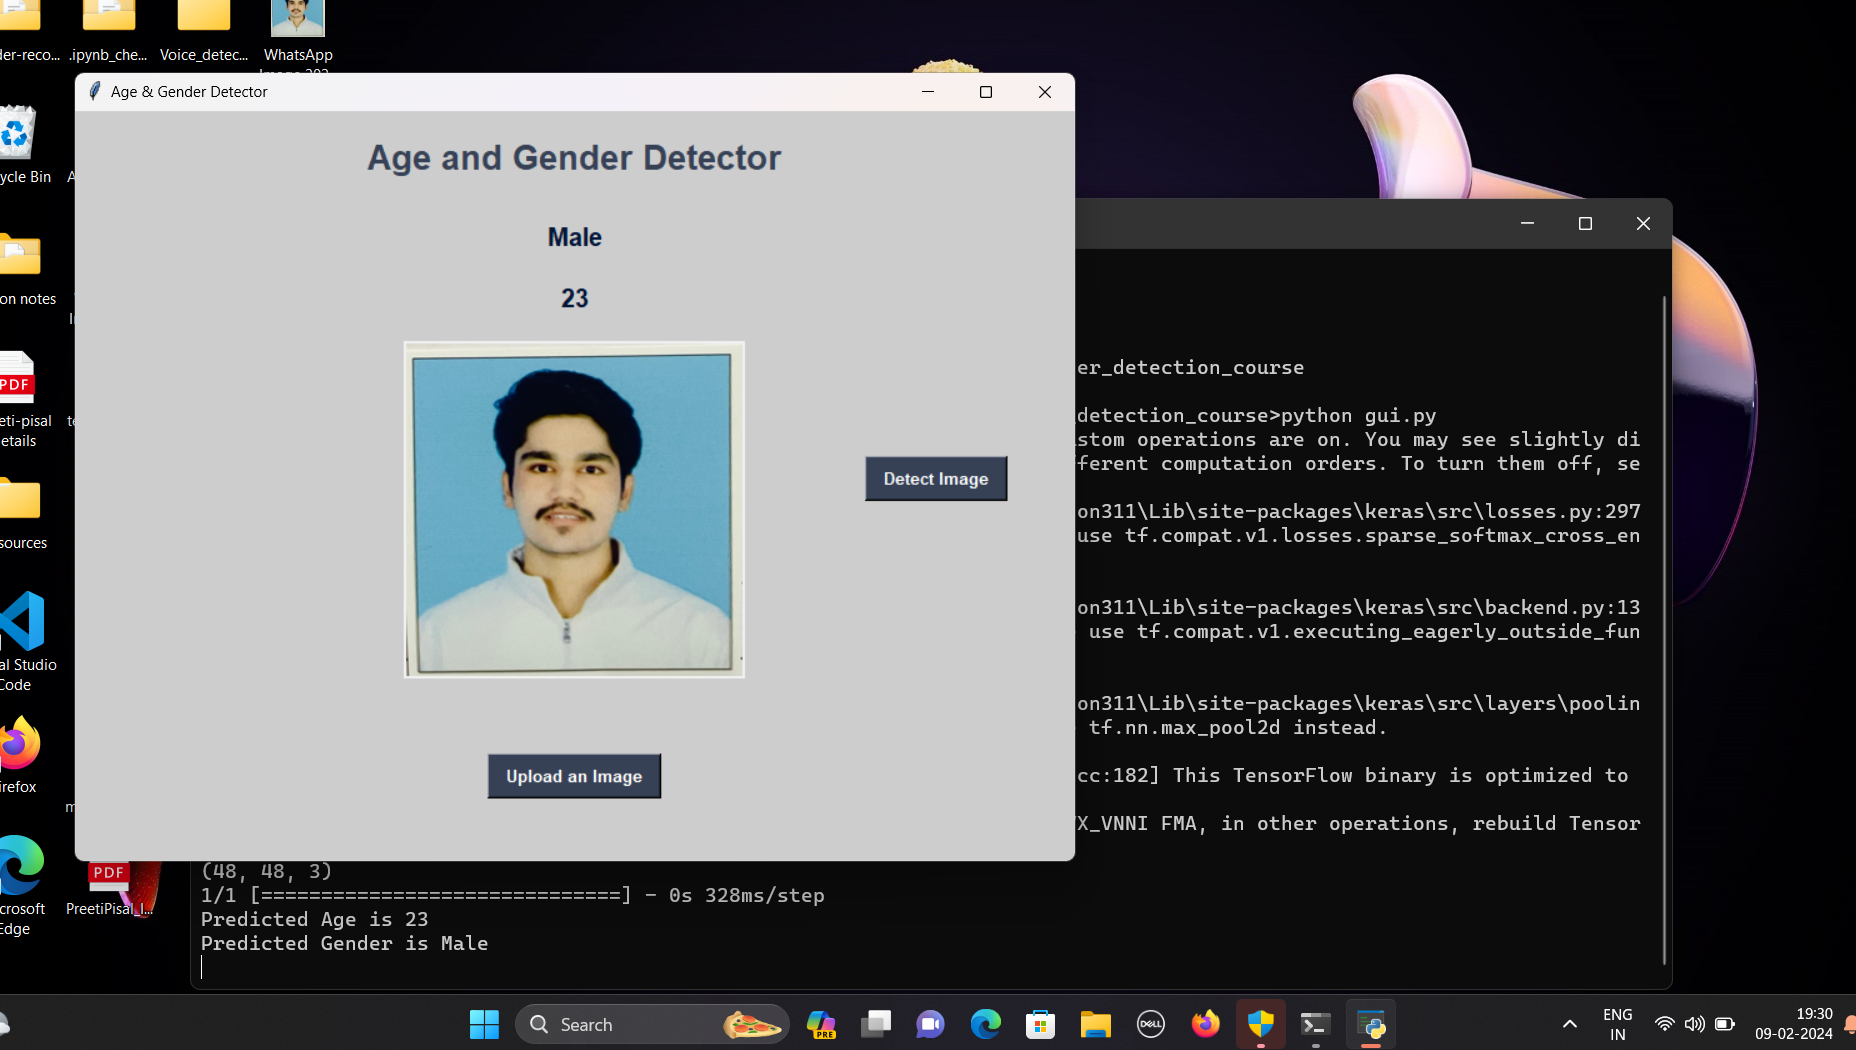 der-reco...
.ipynb_che...
Voice_detec...
WhatsApp
Age & Gender Detector
Age and Gender Detector
Male
23
Detect Image
Upload an Image
ycle Bin
on notes
PDF
eti-pisal
etails
sources
al Studio
Code
irefox
crosoft
Edge
PDF
PreetiPisal_I...
er_detection_course
detection_course>python gui.py
stom operations are on. You may see slightly di
fferent computation orders. To turn them off, se
on311\Lib\site-packages\keras\src\losses.py:297
use tf.compat.v1.losses.sparse_softmax_cross_en
on311\Lib\site-packages\keras\src\backend.py:13
use tf.compat.v1.executing_eagerly_outside_fun
on311\Lib\site-packages\keras\src\layers\poolin
tf.nn.max_pool2d instead.
cc:182] This TensorFlow binary is optimized to
X_VNNI FMA, in other operations, rebuild Tensor
(48, 48, 3)
1/1 [==============================] - 0s 328ms/step
Predicted Age is 23
Predicted Gender is Male
Search
PRE
DELL
ENG
IN
19:30
09-02-2024